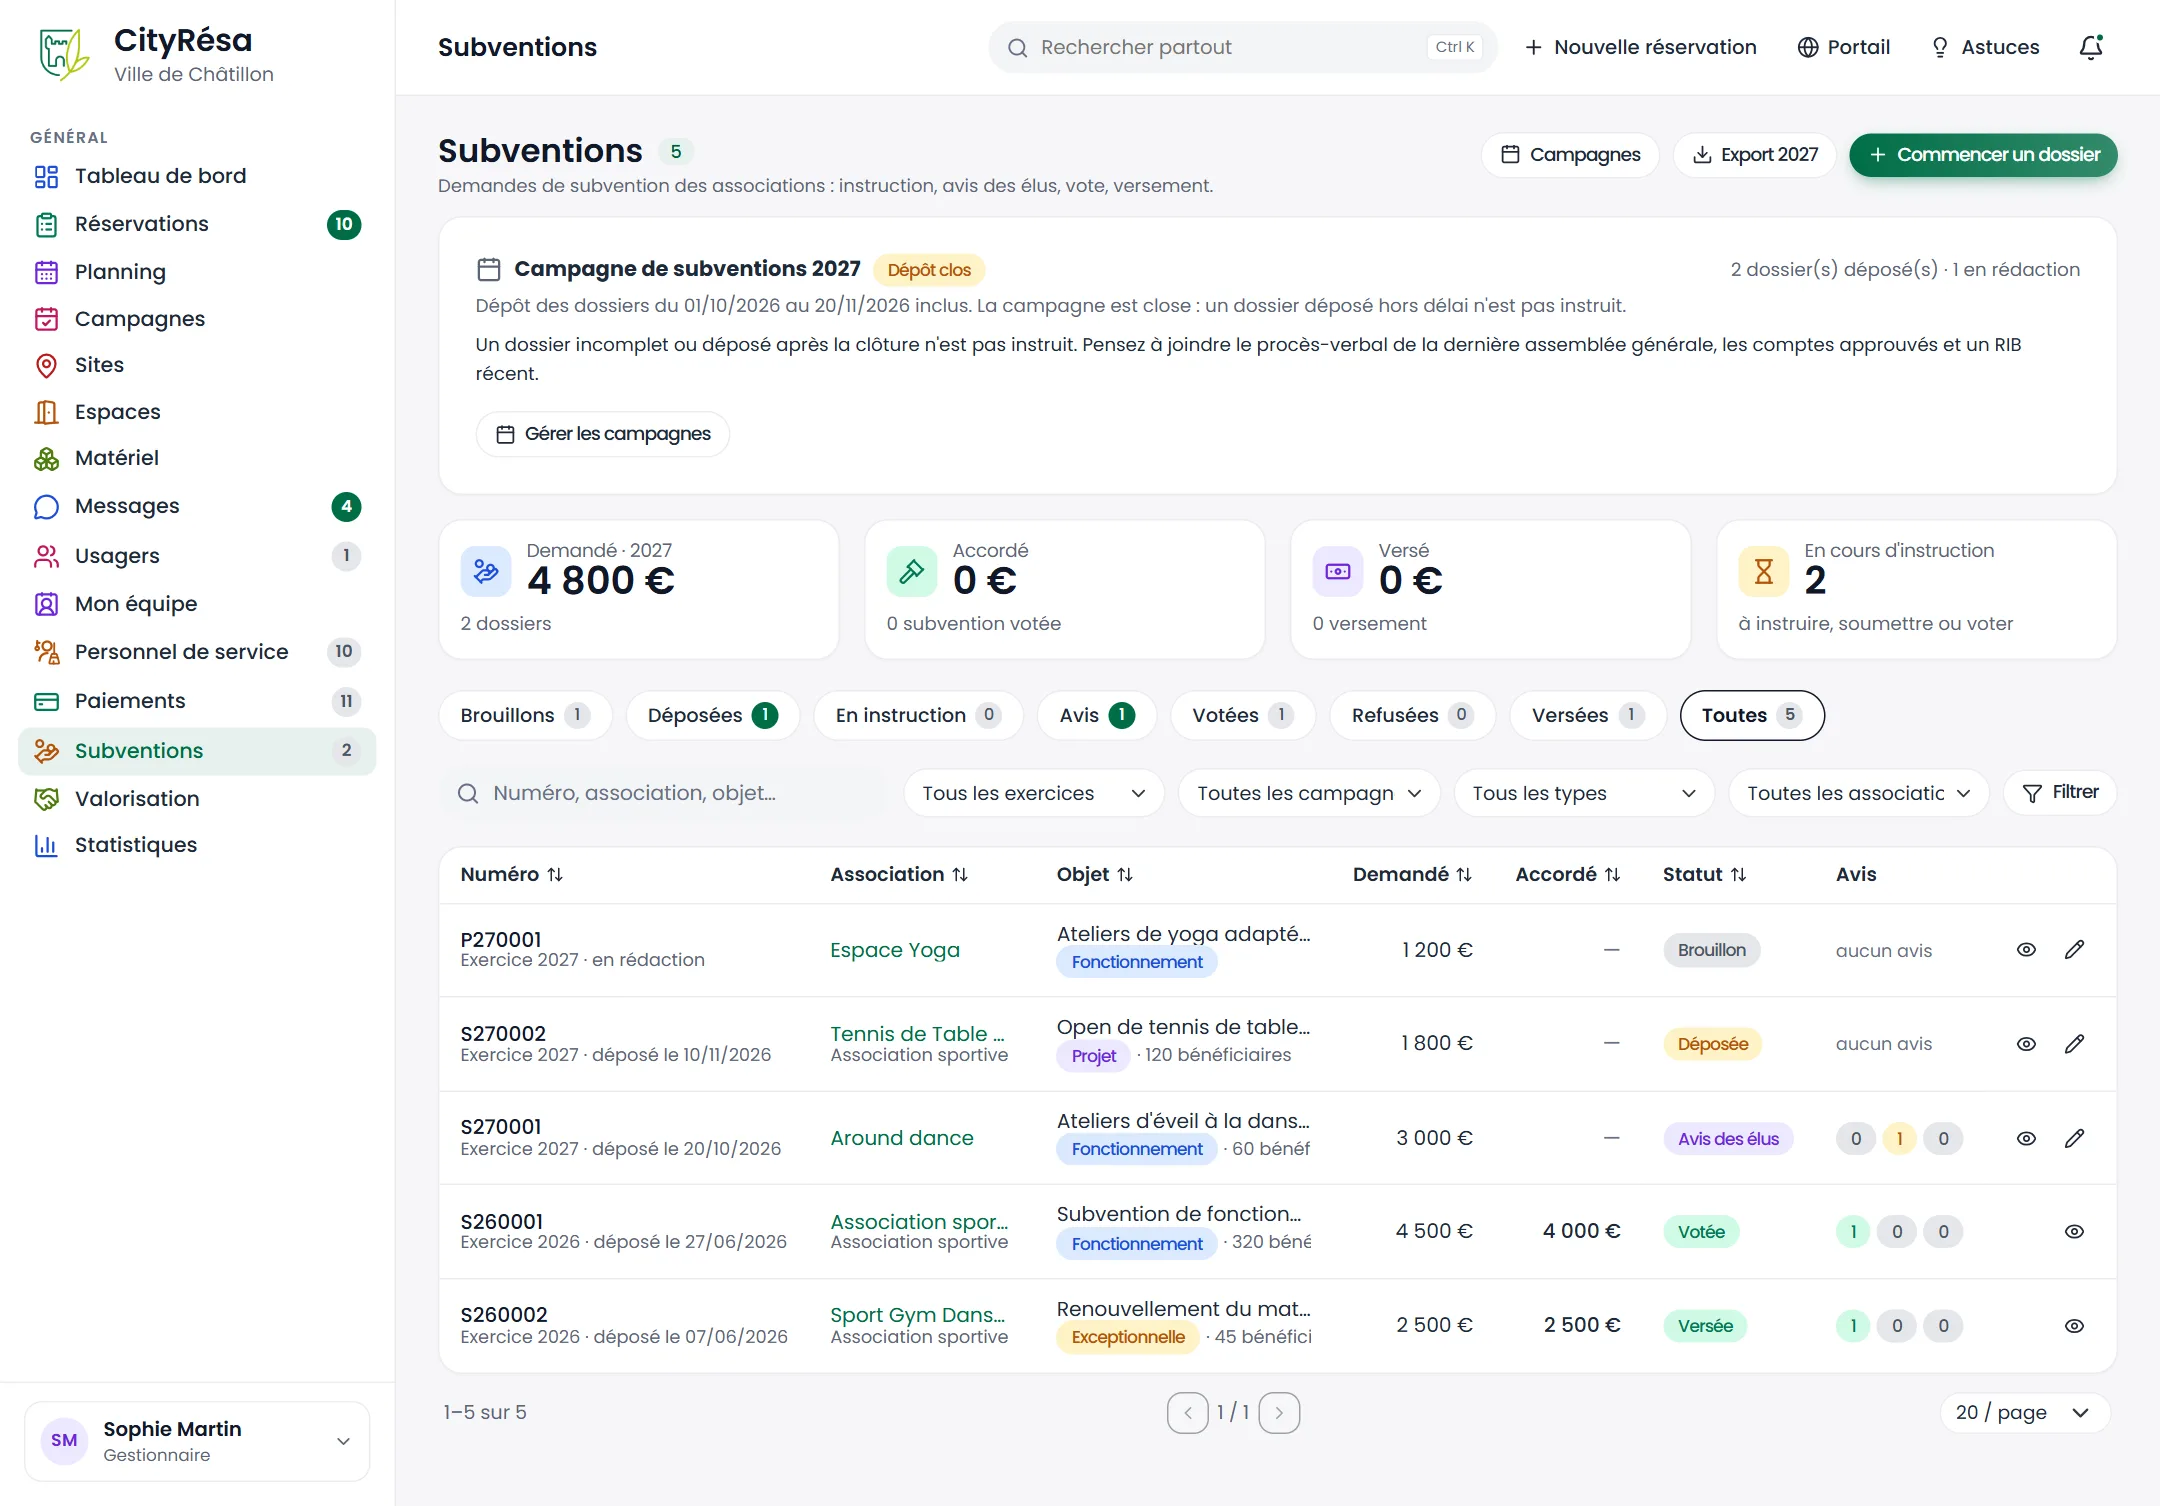 CityRésa
Ville de Châtillon
Subventions
Rechercher partout
Ctrl K
Nouvelle réservation
Portail
Astuces
GÉNÉRAL
Tableau de bord
Réservations 10
Planning
Campagnes
Sites
Espaces
Matériel
Messages 4
Usagers 1
Mon équipe
Personnel de service 10
Paiements 11
Subventions 2
Valorisation
Statistiques
SM
Sophie Martin
Gestionnaire
Subventions 5
Demandes de subvention des associations : instruction, avis des élus, vote, versement.
Campagnes
Export 2027
Commencer un dossier
Campagne de subventions 2027 Dépôt clos
2 dossier(s) déposé(s) · 1 en rédaction
Dépôt des dossiers du 01/10/2026 au 20/11/2026 inclus. La campagne est close : un dossier déposé hors délai n'est pas instruit.
Un dossier incomplet ou déposé après la clôture n'est pas instruit. Pensez à joindre le procès-verbal de la dernière assemblée générale, les comptes approuvés et un RIB
récent.
Gérer les campagnes
Demandé · 2027
4 800 €
2 dossiers
Accordé
0 €
0 subvention votée
Versé
0 €
0 versement
En cours d'instruction
2
à instruire, soumettre ou voter
Brouillons 1
Déposées 1
En instruction 0
Avis 1
Votées 1
Refusées 0
Versées 1
Toutes 5
Numéro, association, objet...
Tous les exercices
Toutes les campagn
Tous les types
Toutes les associatic
Filtrer
Numéro Association Objet Demandé Accordé Statut Avis
P270001
Exercice 2027 · en rédaction
Espace Yoga
Ateliers de yoga adapté...
Fonctionnement
1 200 €
—
Brouillon
aucun avis
S270002
Exercice 2027 · déposé le 10/11/2026
Tennis de Table ...
Association sportive
Open de tennis de table...
Projet · 120 bénéficiaires
1 800 €
—
Déposée
aucun avis
S270001
Exercice 2027 · déposé le 20/10/2026
Around dance
Ateliers d'éveil à la dans...
Fonctionnement · 60 bénéf
3 000 €
—
Avis des élus
0 1 0
S260001
Exercice 2026 · déposé le 27/06/2026
Association spor...
Association sportive
Subvention de fonction...
Fonctionnement · 320 béné
4 500 €
4 000 €
Votée
1 0 0
S260002
Exercice 2026 · déposé le 07/06/2026
Sport Gym Dans...
Association sportive
Renouvellement du mat...
Exceptionnelle · 45 bénéfici
2 500 €
2 500 €
Versée
1 0 0
1–5 sur 5
1 / 1
20 / page